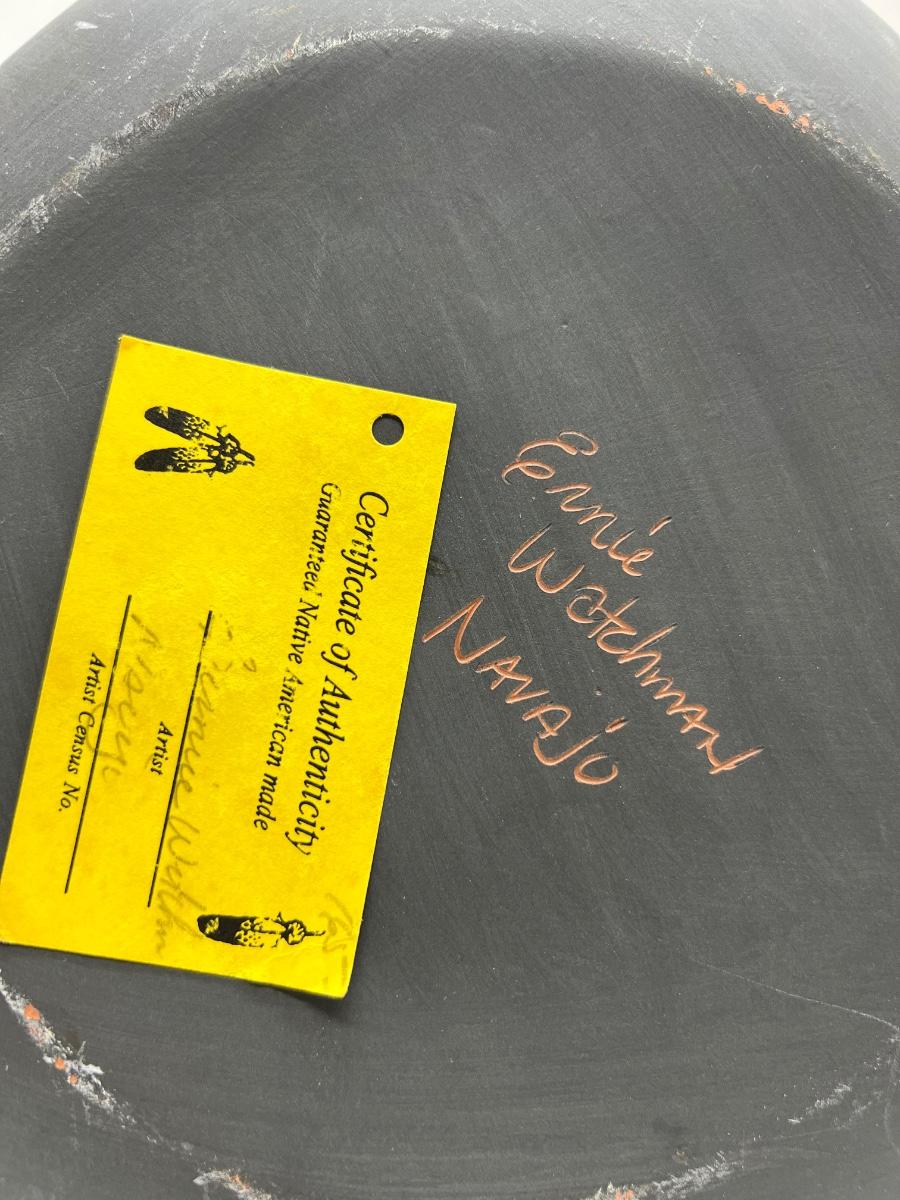 Ernie
Watchman
NAVAJO
Certificate of Authenticity
Guaranteed Native American made
Artist
Artist Census No.